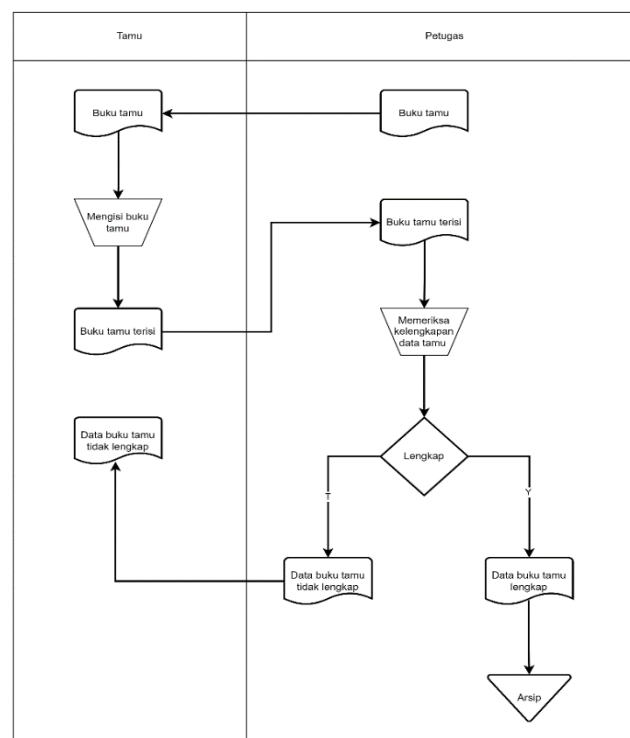 Tamu
Petugas
Buku tamu
Buku tamu
Mengisi buku
tamu
Buku tamu terisi
Buku tamu terisi
Memeriksa
kelengkapan
data tamu
Data buku tamu
tidak lengkap
Lengkap
T
Y
Data buku tamu
tidak lengkap
Data buku tamu
lengkap
Arsip